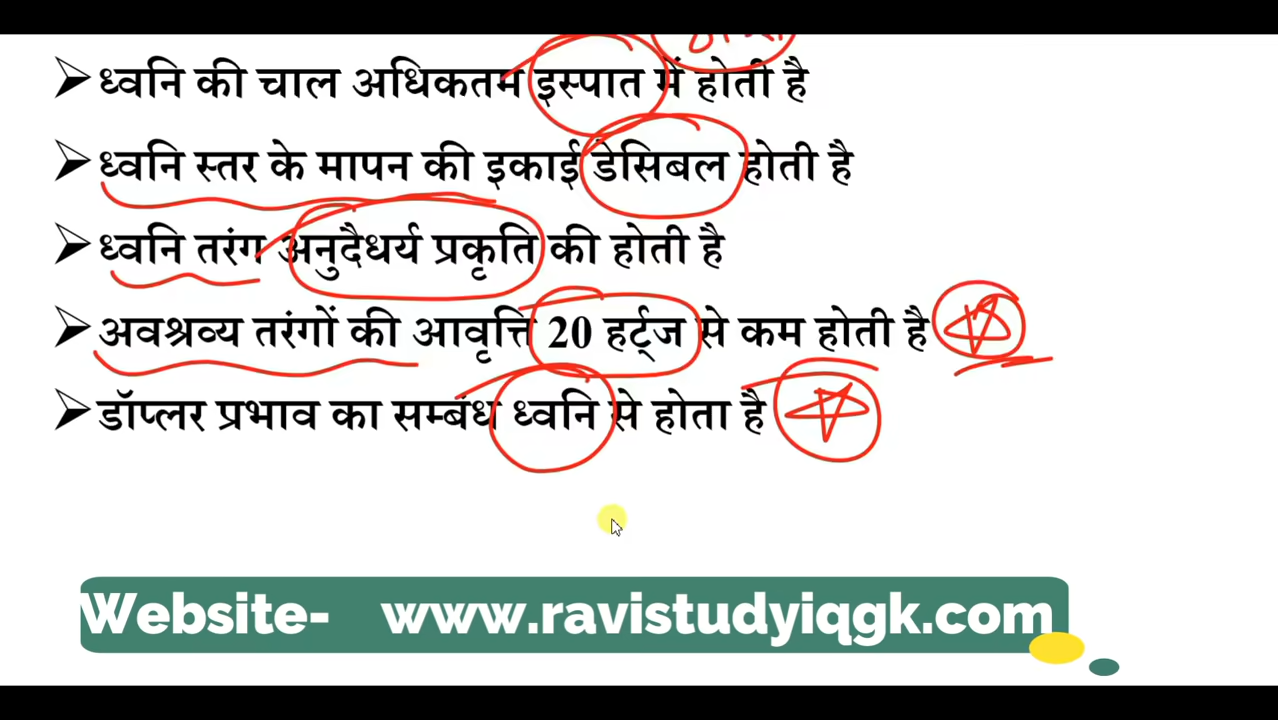 ध्वनि की चाल अधिकतम इस्पात में होती है
ध्वनि स्तर के मापन की इकाई डेसिबल होती है
ध्वनि तरंग अनुदैधर्य प्रकृति की होती है
अवश्रव्य तरंगों की आवृत्ति 20 हर्ट्ज से कम होती है
डॉप्लर प्रभाव का सम्बंध ध्वनि से होता है
Website- www.ravistudyiqgk.com